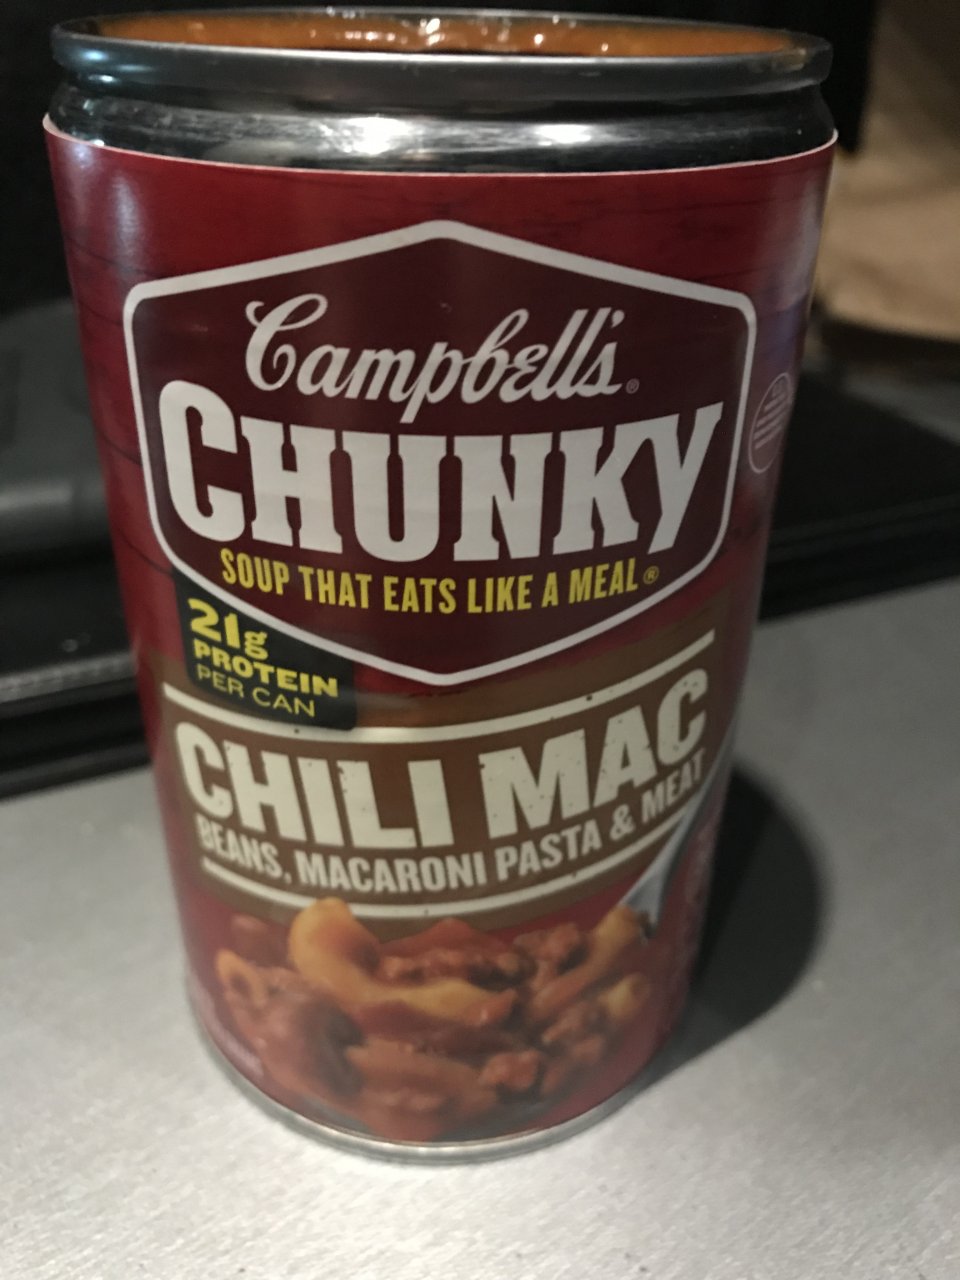 Campbell's®
CHUNKY
SOUP THAT EATS LIKE A MEAL®
21g
PROTEIN
PER CAN
CHILI MAC
BEANS, MACARONI PASTA & MEAT